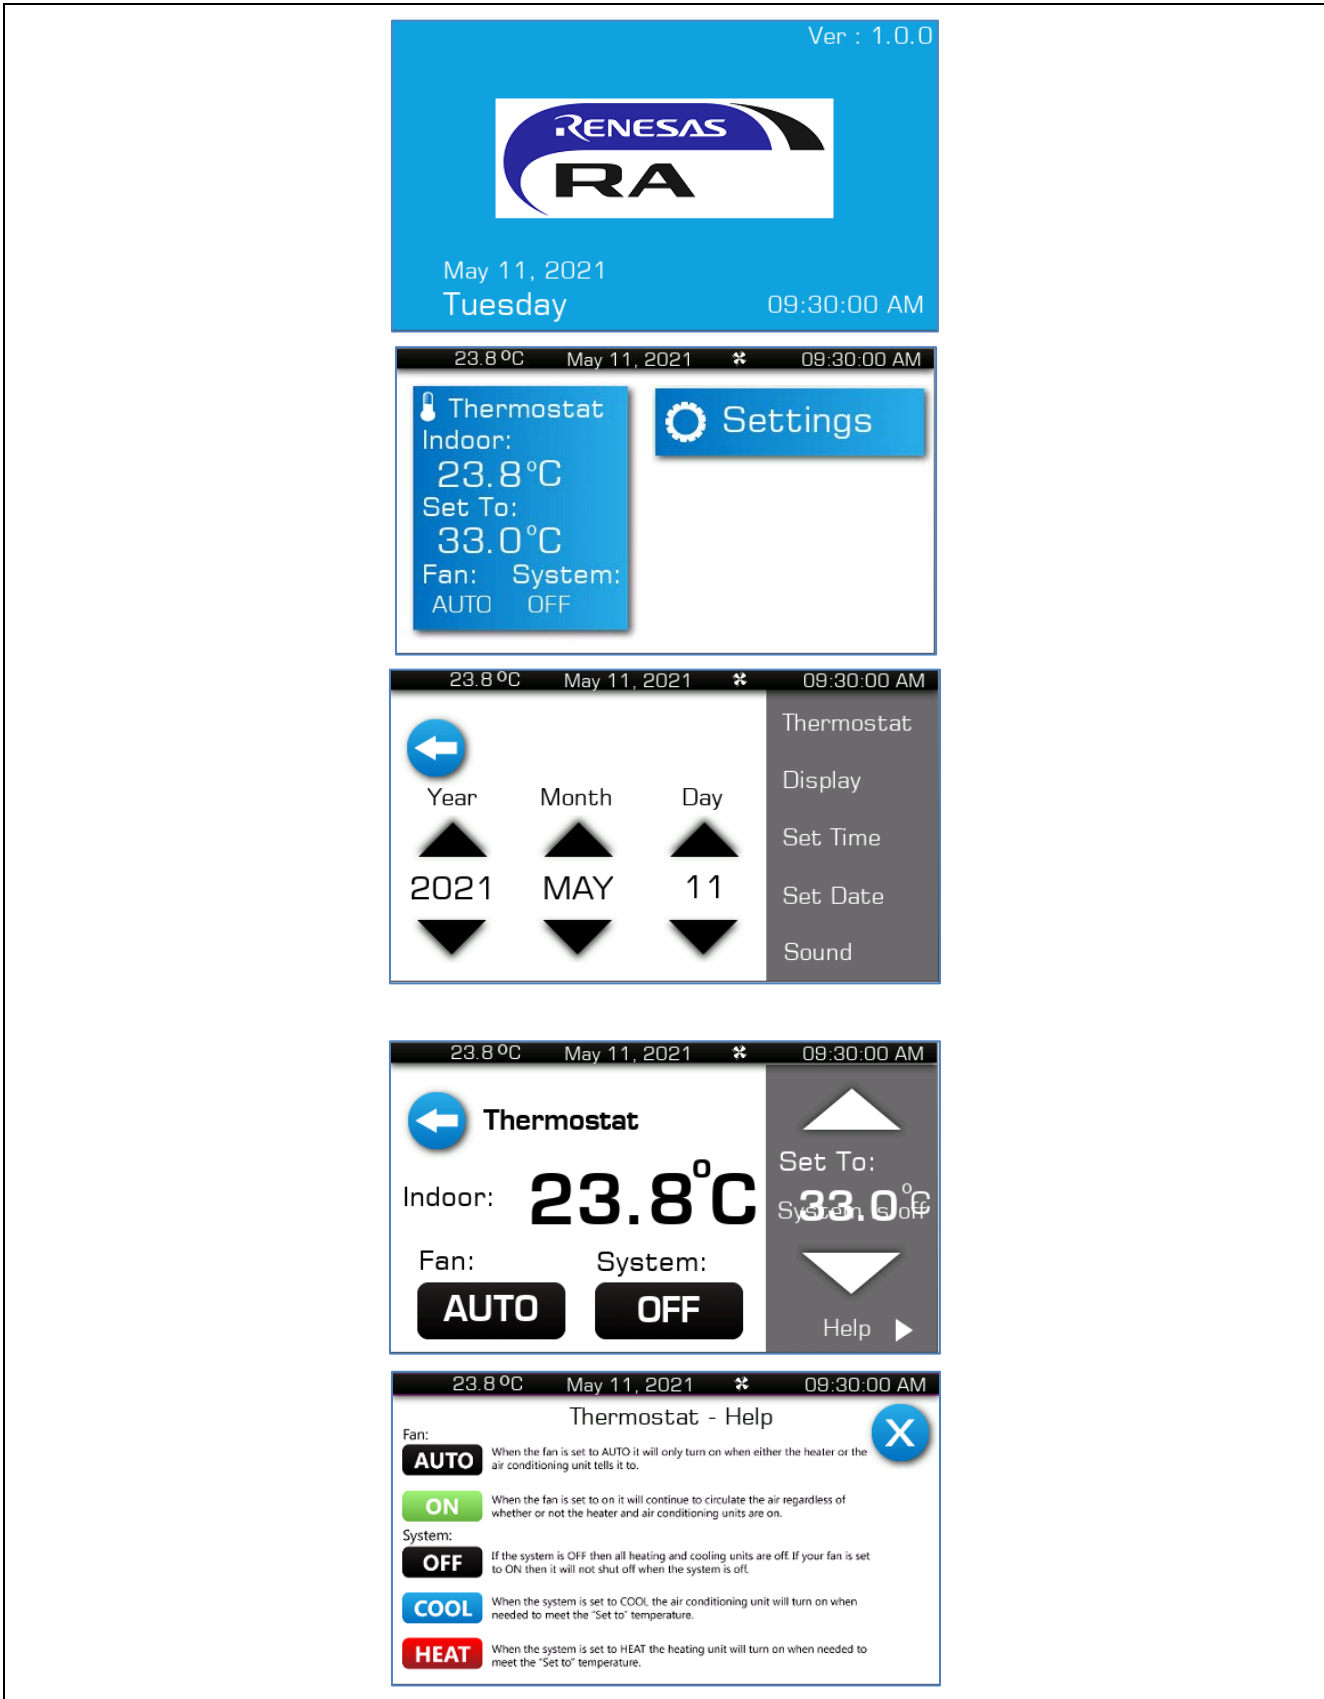 Ver : 1.0.0
RENESAS
RA
May 11, 2021
Tuesday
09:30:00 AM
23.8 ºC May 11, 2021 09:30:00 AM
Thermostat
Indoor:
23.8°C
Set To:
33.0°C
Fan: System:
AUTO OFF
Settings
23.8 ºC May 11, 2021 09:30:00 AM
Year Month Day
2021 MAY 11
Thermostat
Display
Set Time
Set Date
Sound
23.8 ºC May 11, 2021 09:30:00 AM
Thermostat
Indoor: 23.8°C
Fan: System:
AUTO OFF
Set To:
33.0°C
System is off
Help
23.8 ºC May 11, 2021 09:30:00 AM
Thermostat - Help
X
Fan:
AUTO
When the fan is set to AUTO it will only turn on when either the heater or the
air conditioning unit tells it to.
ON
When the fan is set to on it will continue to circulate the air regardless of
whether or not the heater and air conditioning units are on.
System:
OFF
If the system is OFF then all heating and cooling units are off. If your fan is set
to ON then it will not shut off when the system is off.
COOL
When the system is set to COOL the air conditioning unit will turn on when
needed to meet the "Set to" temperature.
HEAT
When the system is set to HEAT the heating unit will turn on when needed to
meet the "Set to" temperature.